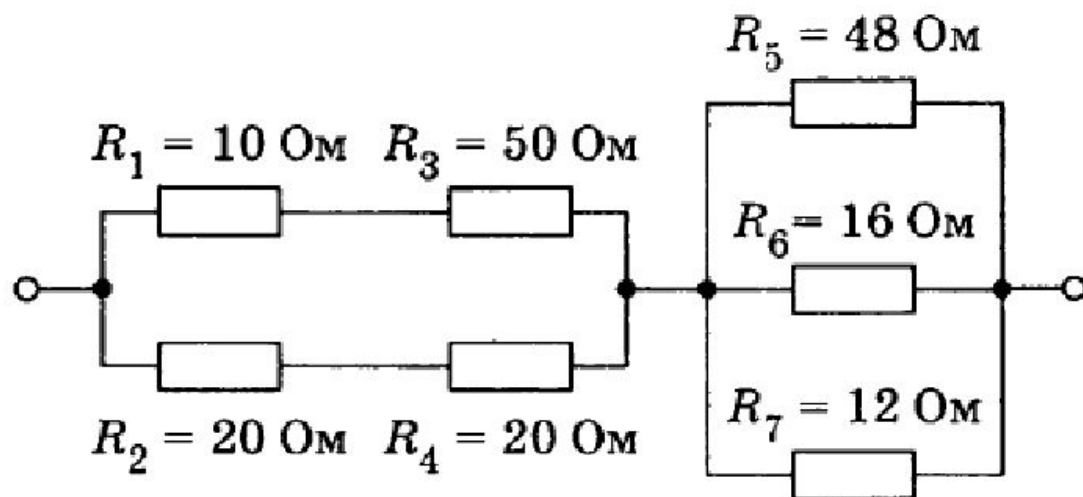 R5 = 48 Ом
R1 = 10 Ом R3 = 50 Ом
R6 = 16 Ом
R7 = 12 Ом
R2 = 20 Ом R4 = 20 Ом